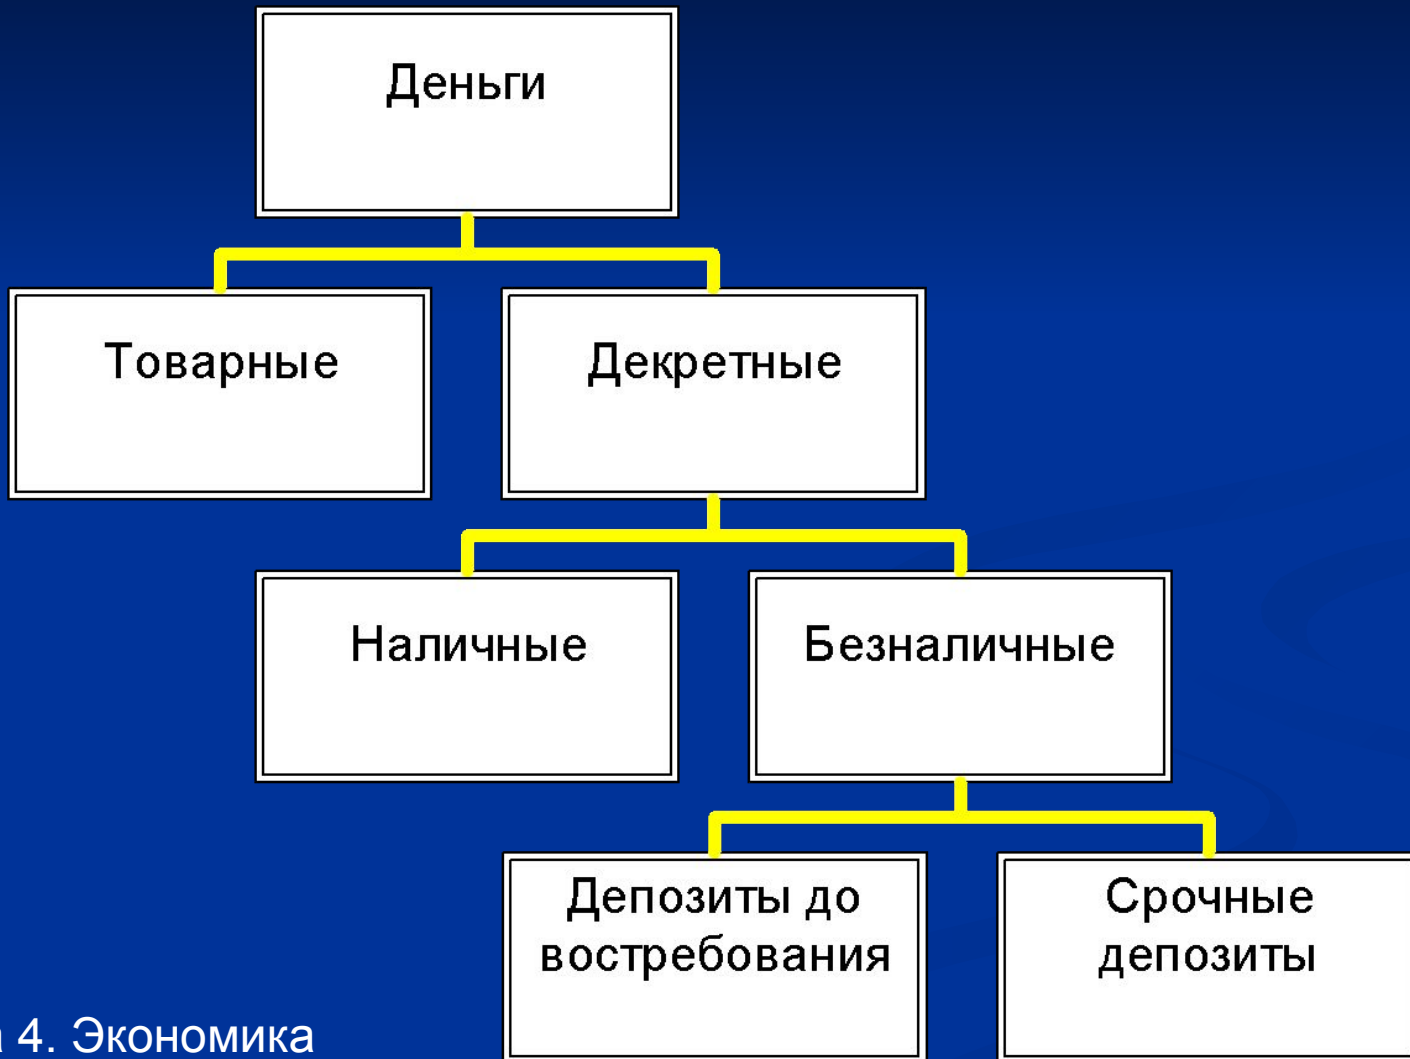 Деньги
Товарные
Декретные
Наличные
Безналичные
Депозиты до
востребования
Срочные
депозиты
4. Экономика